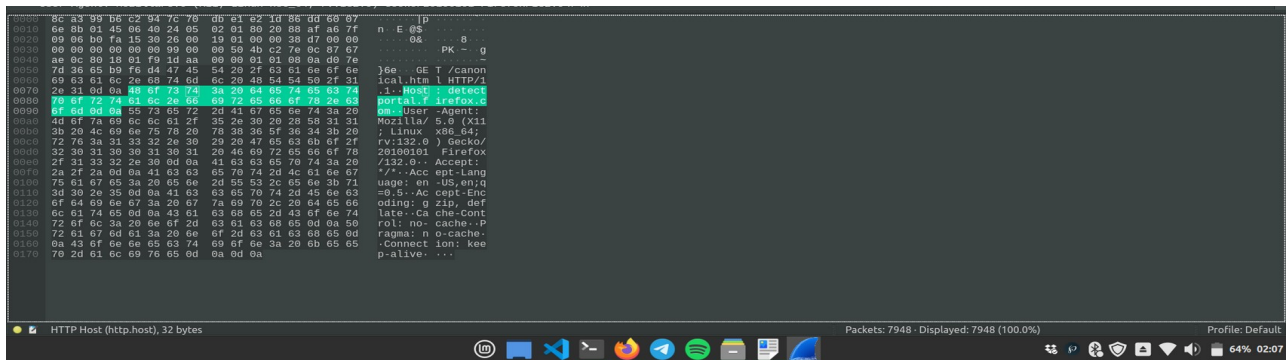 0000 8c a3 99 b6 c2 94 7c 70 db e1 e2 1d 86 dd 60 07 ······|p ······`·
0010 6e 8b 01 45 06 40 24 05 02 01 80 20 88 af a6 7f n··E·@$· ··· ····
0020 09 06 b0 fa 15 30 26 00 19 01 00 00 38 d7 00 00 ·····0&· ····8···
0030 00 00 00 00 00 00 99 00 00 50 4b c2 7e 0c 87 67 ········ ·PK·~··g
0040 ae 0c 80 18 01 f9 1d aa 00 00 01 01 08 0a d0 7e ········ ·······~
0050 7d 36 65 b9 f6 d4 47 45 54 20 2f 63 61 6e 6f 6e }6e···GE T /canon
0060 69 63 61 6c 2e 68 74 6d 6c 20 48 54 54 50 2f 31 ical.htm l HTTP/1
0070 2e 31 0d 0a 48 6f 73 74 3a 20 64 65 74 65 63 74 .1··Host : detect
0080 70 6f 72 74 61 6c 2e 66 69 72 65 66 6f 78 2e 63 portal.f irefox.c
0090 6f 6d 0d 0a 55 73 65 72 2d 41 67 65 6e 74 3a 20 om··User -Agent:
00a0 4d 6f 7a 69 6c 6c 61 2f 35 2e 30 20 28 58 31 31 Mozilla/ 5.0 (X11
00b0 3b 20 4c 69 6e 75 78 20 78 38 36 5f 36 34 3b 20 ; Linux x86_64;
00c0 72 76 3a 31 33 32 2e 30 29 20 47 65 63 6b 6f 2f rv:132.0 ) Gecko/
00d0 32 30 31 30 30 31 30 31 20 46 69 72 65 66 6f 78 20100101 Firefox
00e0 2f 31 33 32 2e 30 0d 0a 41 63 63 65 70 74 3a 20 /132.0·· Accept:
00f0 2a 2f 2a 0d 0a 41 63 63 65 70 74 2d 4c 61 6e 67 */*··Acc ept-Lang
0100 75 61 67 65 3a 20 65 6e 2d 55 53 2c 65 6e 3b 71 uage: en -US,en;q
0110 3d 30 2e 35 0d 0a 41 63 63 65 70 74 2d 45 6e 63 =0.5··Ac cept-Enc
0120 6f 64 69 6e 67 3a 20 67 7a 69 70 2c 20 64 65 66 oding: g zip, def
0130 6c 61 74 65 0d 0a 43 61 63 68 65 2d 43 6f 6e 74 late··Ca che-Cont
0140 72 6f 6c 3a 20 6e 6f 2d 63 61 63 68 65 0d 0a 50 rol: no- cache··P
0150 72 61 67 6d 61 3a 20 6e 6f 2d 63 61 63 68 65 0d ragma: n o-cache·
0160 0a 43 6f 6e 6e 65 63 74 69 6f 6e 3a 20 6b 65 65 ·Connect ion: kee
0170 70 2d 61 6c 69 76 65 0d 0a 0d 0a p-alive· ···
HTTP Host (http.host), 32 bytes Packets: 7948 · Displayed: 7948 (100.0%) Profile: Default
64% 02:07